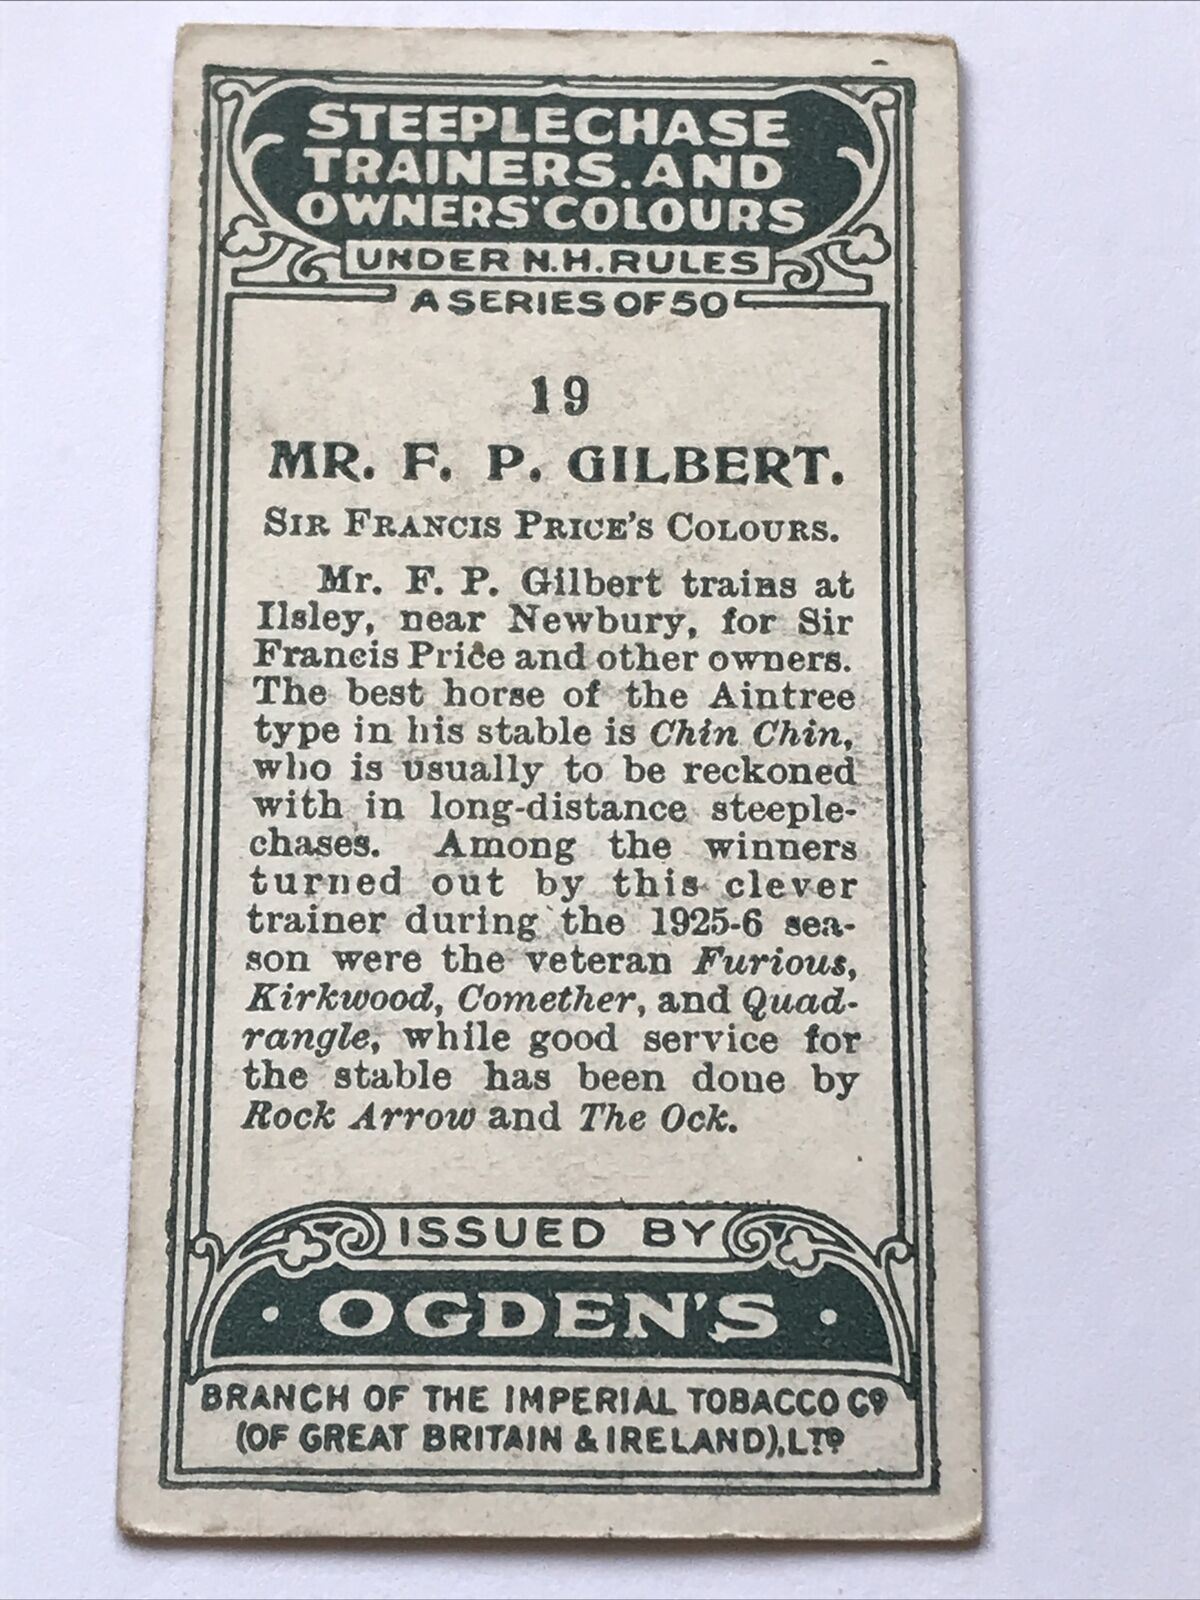 STEEPLECHASE
TRAINERS. AND
OWNERS' COLOURS
UNDER N.H. RULES
A SERIES OF 50
19
MR. F. P. GILBERT.
SIR FRANCIS PRICE'S COLOURS.
Mr. F. P. Gilbert trains at
Ilsley, near Newbury, for Sir
Francis Price and other owners.
The best horse of the Aintree
type in his stable is Chin Chin,
who is usually to be reckoned
with in long-distance steeple-
chases. Among the winners
turned out by this clever
trainer during the 1925-6 sea-
son were the veteran Furious,
Kirkwood, Comether, and Quad-
rangle, while good service for
the stable has been done by
Rock Arrow and The Ock.
ISSUED BY
· OGDEN'S ·
BRANCH OF THE IMPERIAL TOBACCO Co
(OF GREAT BRITAIN & IRELAND), LTD